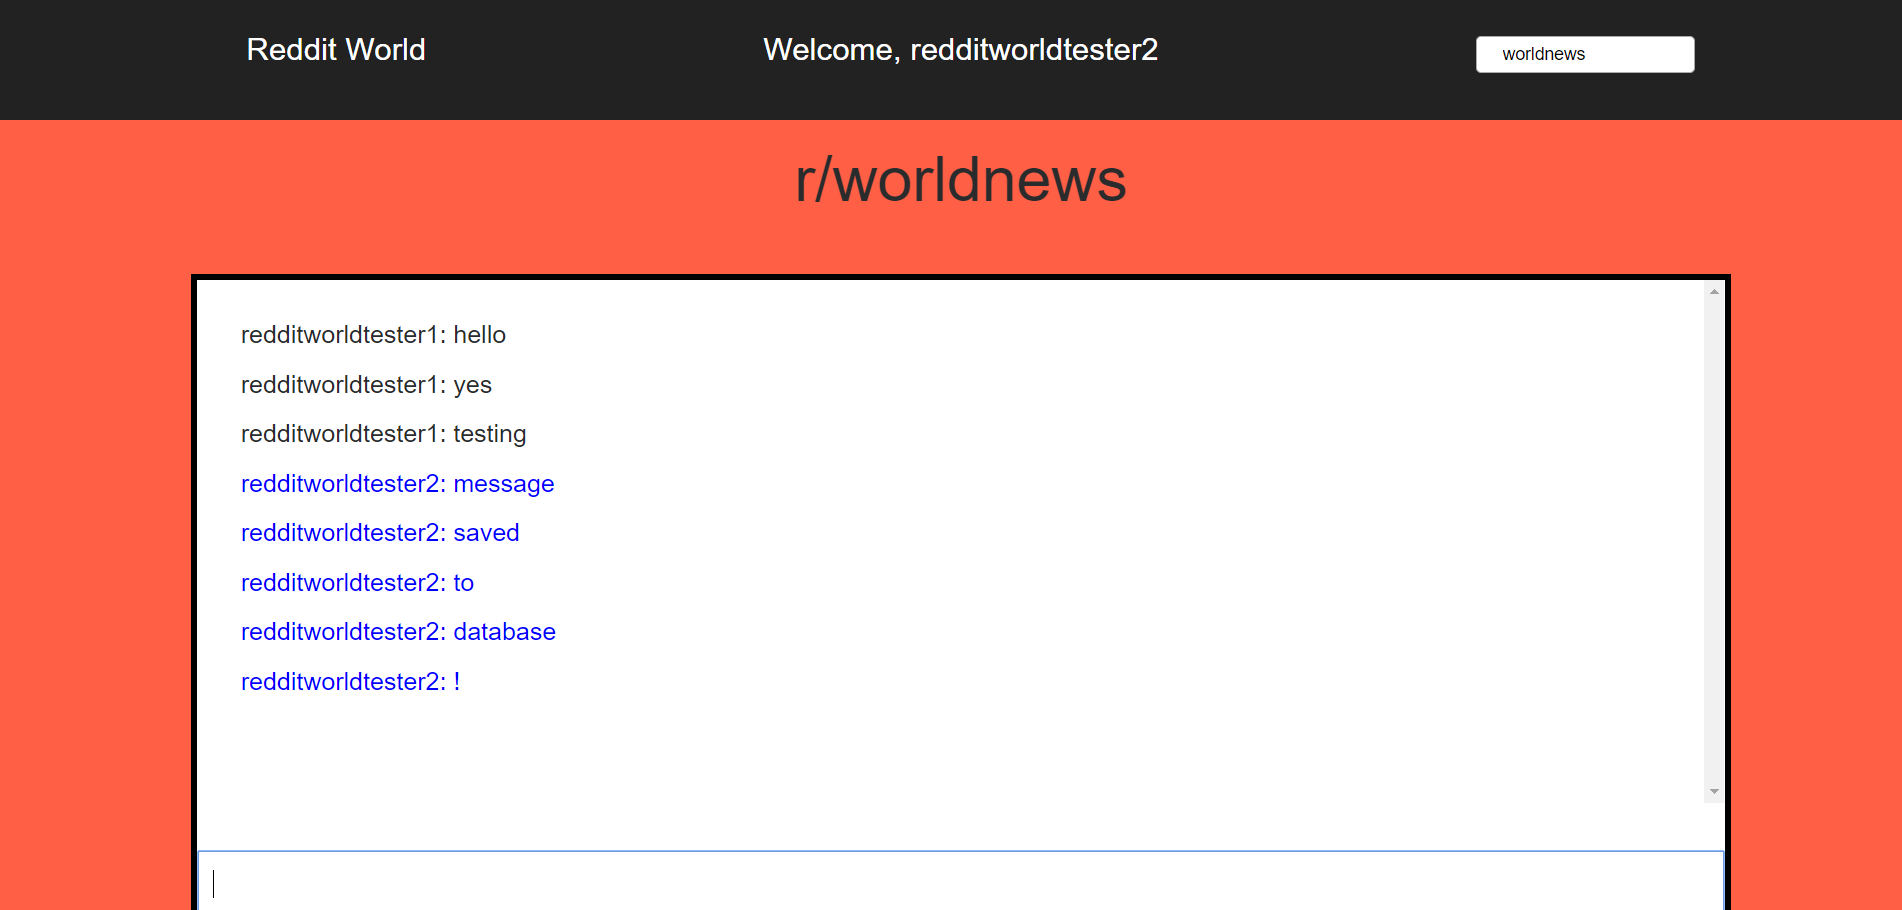 Reddit World
Welcome, redditworldtester2
worldnews
r/worldnews
redditworldtester1: hello
redditworldtester1: yes
redditworldtester1: testing
redditworldtester2: message
redditworldtester2: saved
redditworldtester2: to
redditworldtester2: database
redditworldtester2: !